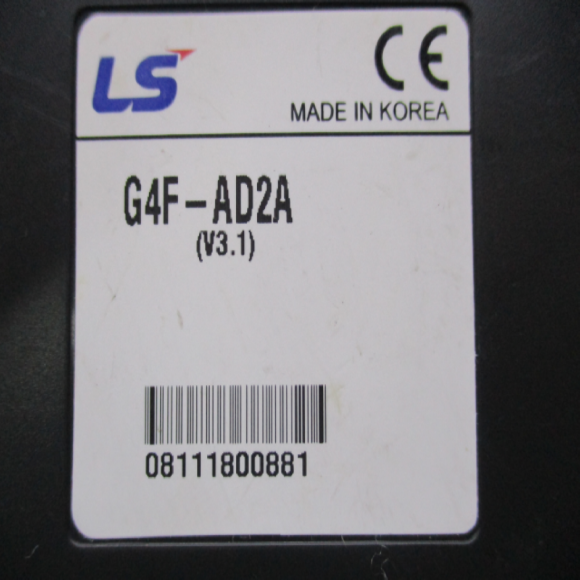 LS
CE
MADE IN KOREA
G4F-AD2A
(V3.1)
08111800881